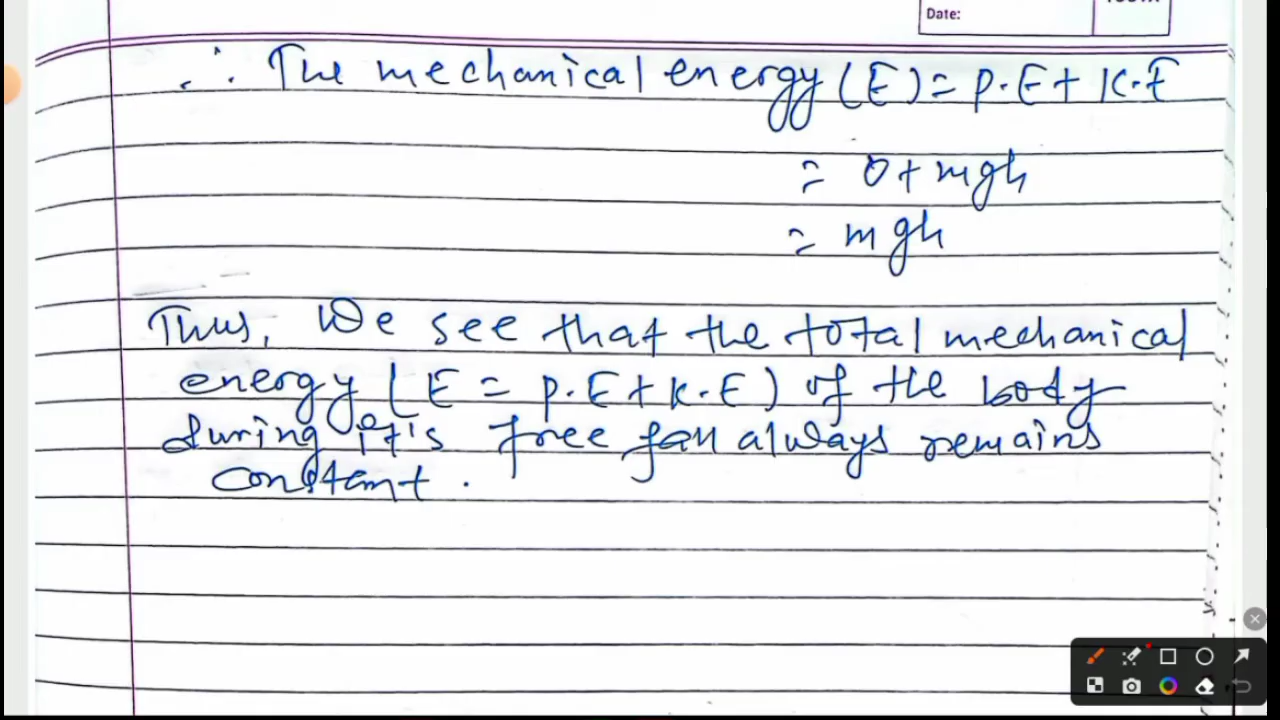 Date:
∴ The mechanical energy (E) = P.E + K.E
= 0 + mgh
= mgh
Thus, We see that the total mechanical
energy (E = P.E + K.E) of the body
during it's free fall always remains
constant.